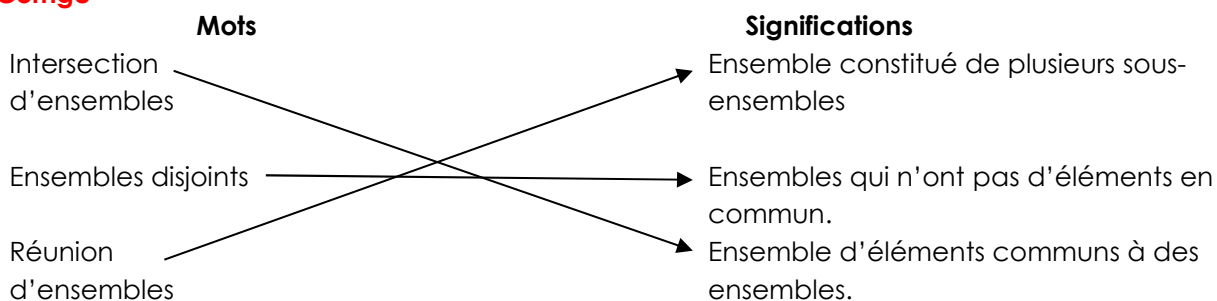 Mots Significations
Intersection
d’ensembles
Ensemble constitué de plusieurs sous-
ensembles
Ensembles disjoints
Ensembles qui n’ont pas d’éléments en
commun.
Réunion
d’ensembles
Ensemble d’éléments communs à des
ensembles.